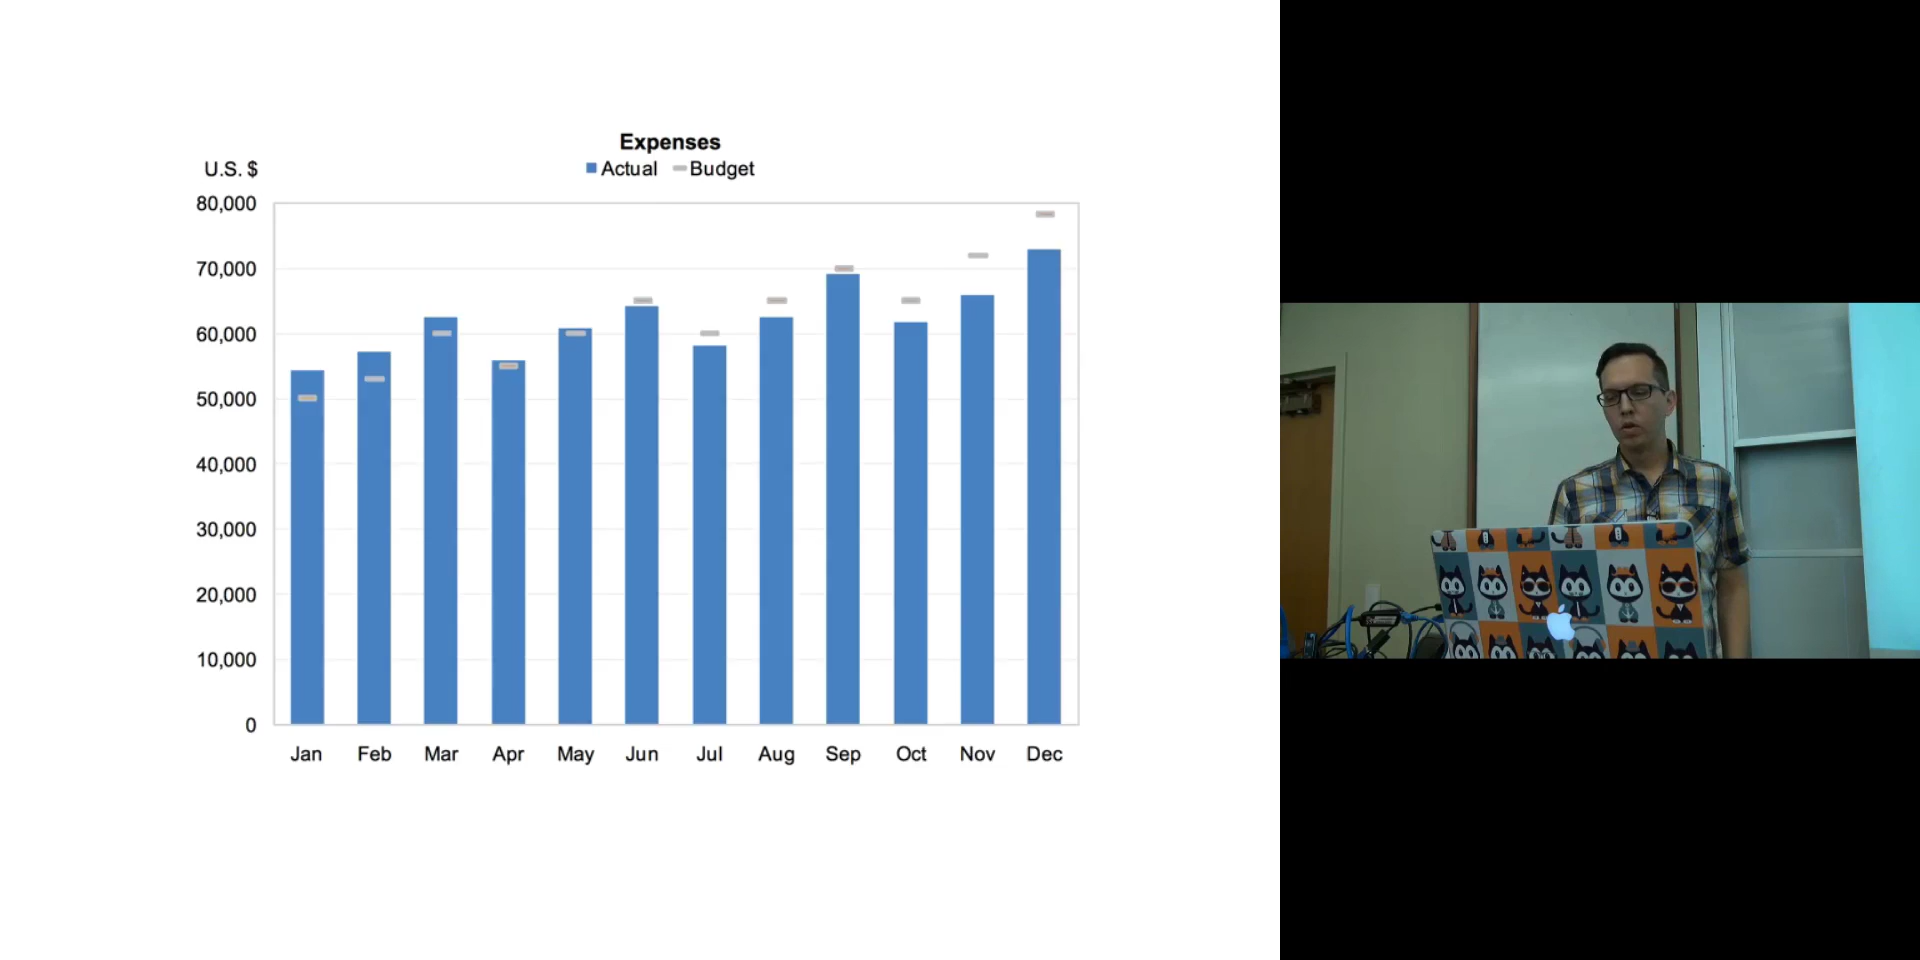 Expenses
U.S. $
Actual Budget
80,000
70,000
60,000
50,000
40,000
30,000
20,000
10,000
0
Jan Feb Mar Apr May Jun Jul Aug Sep Oct Nov Dec